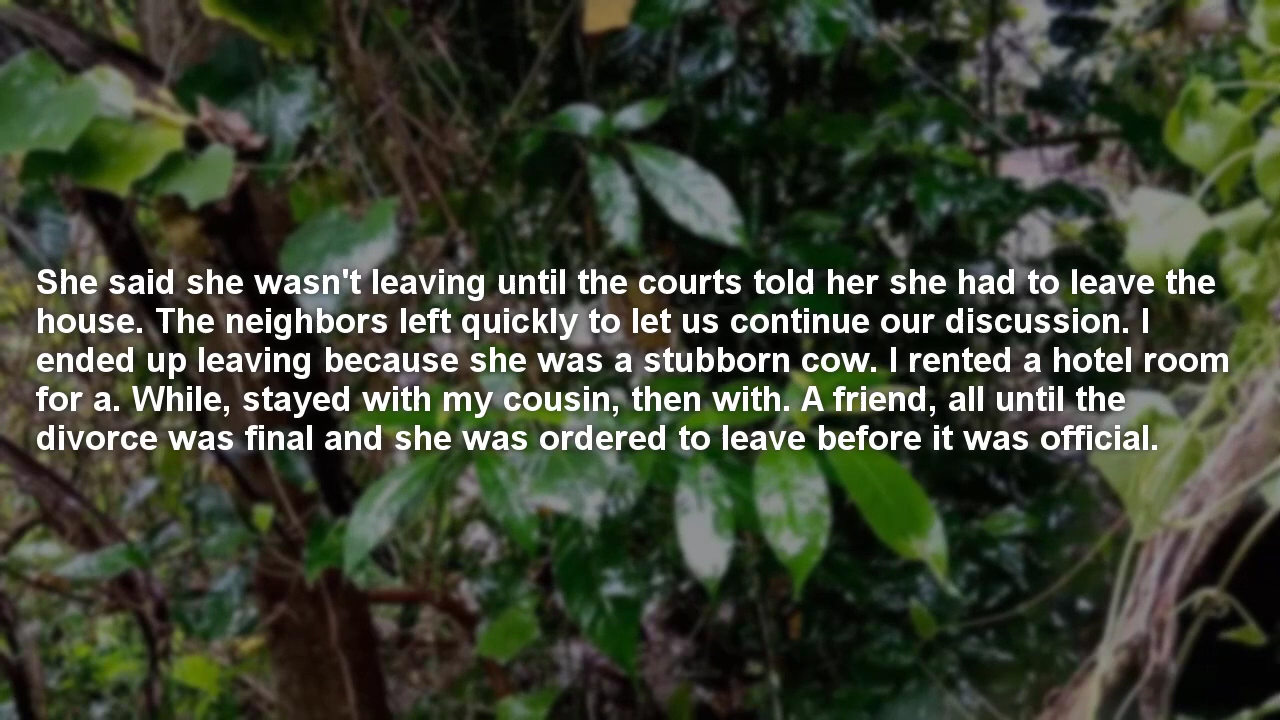 She said she wasn't leaving until the courts told her she had to leave the
house. The neighbors left quickly to let us continue our discussion. I
ended up leaving because she was a stubborn cow. I rented a hotel room
for a. While, stayed with my cousin, then with. A friend, all until the
divorce was final and she was ordered to leave before it was official.